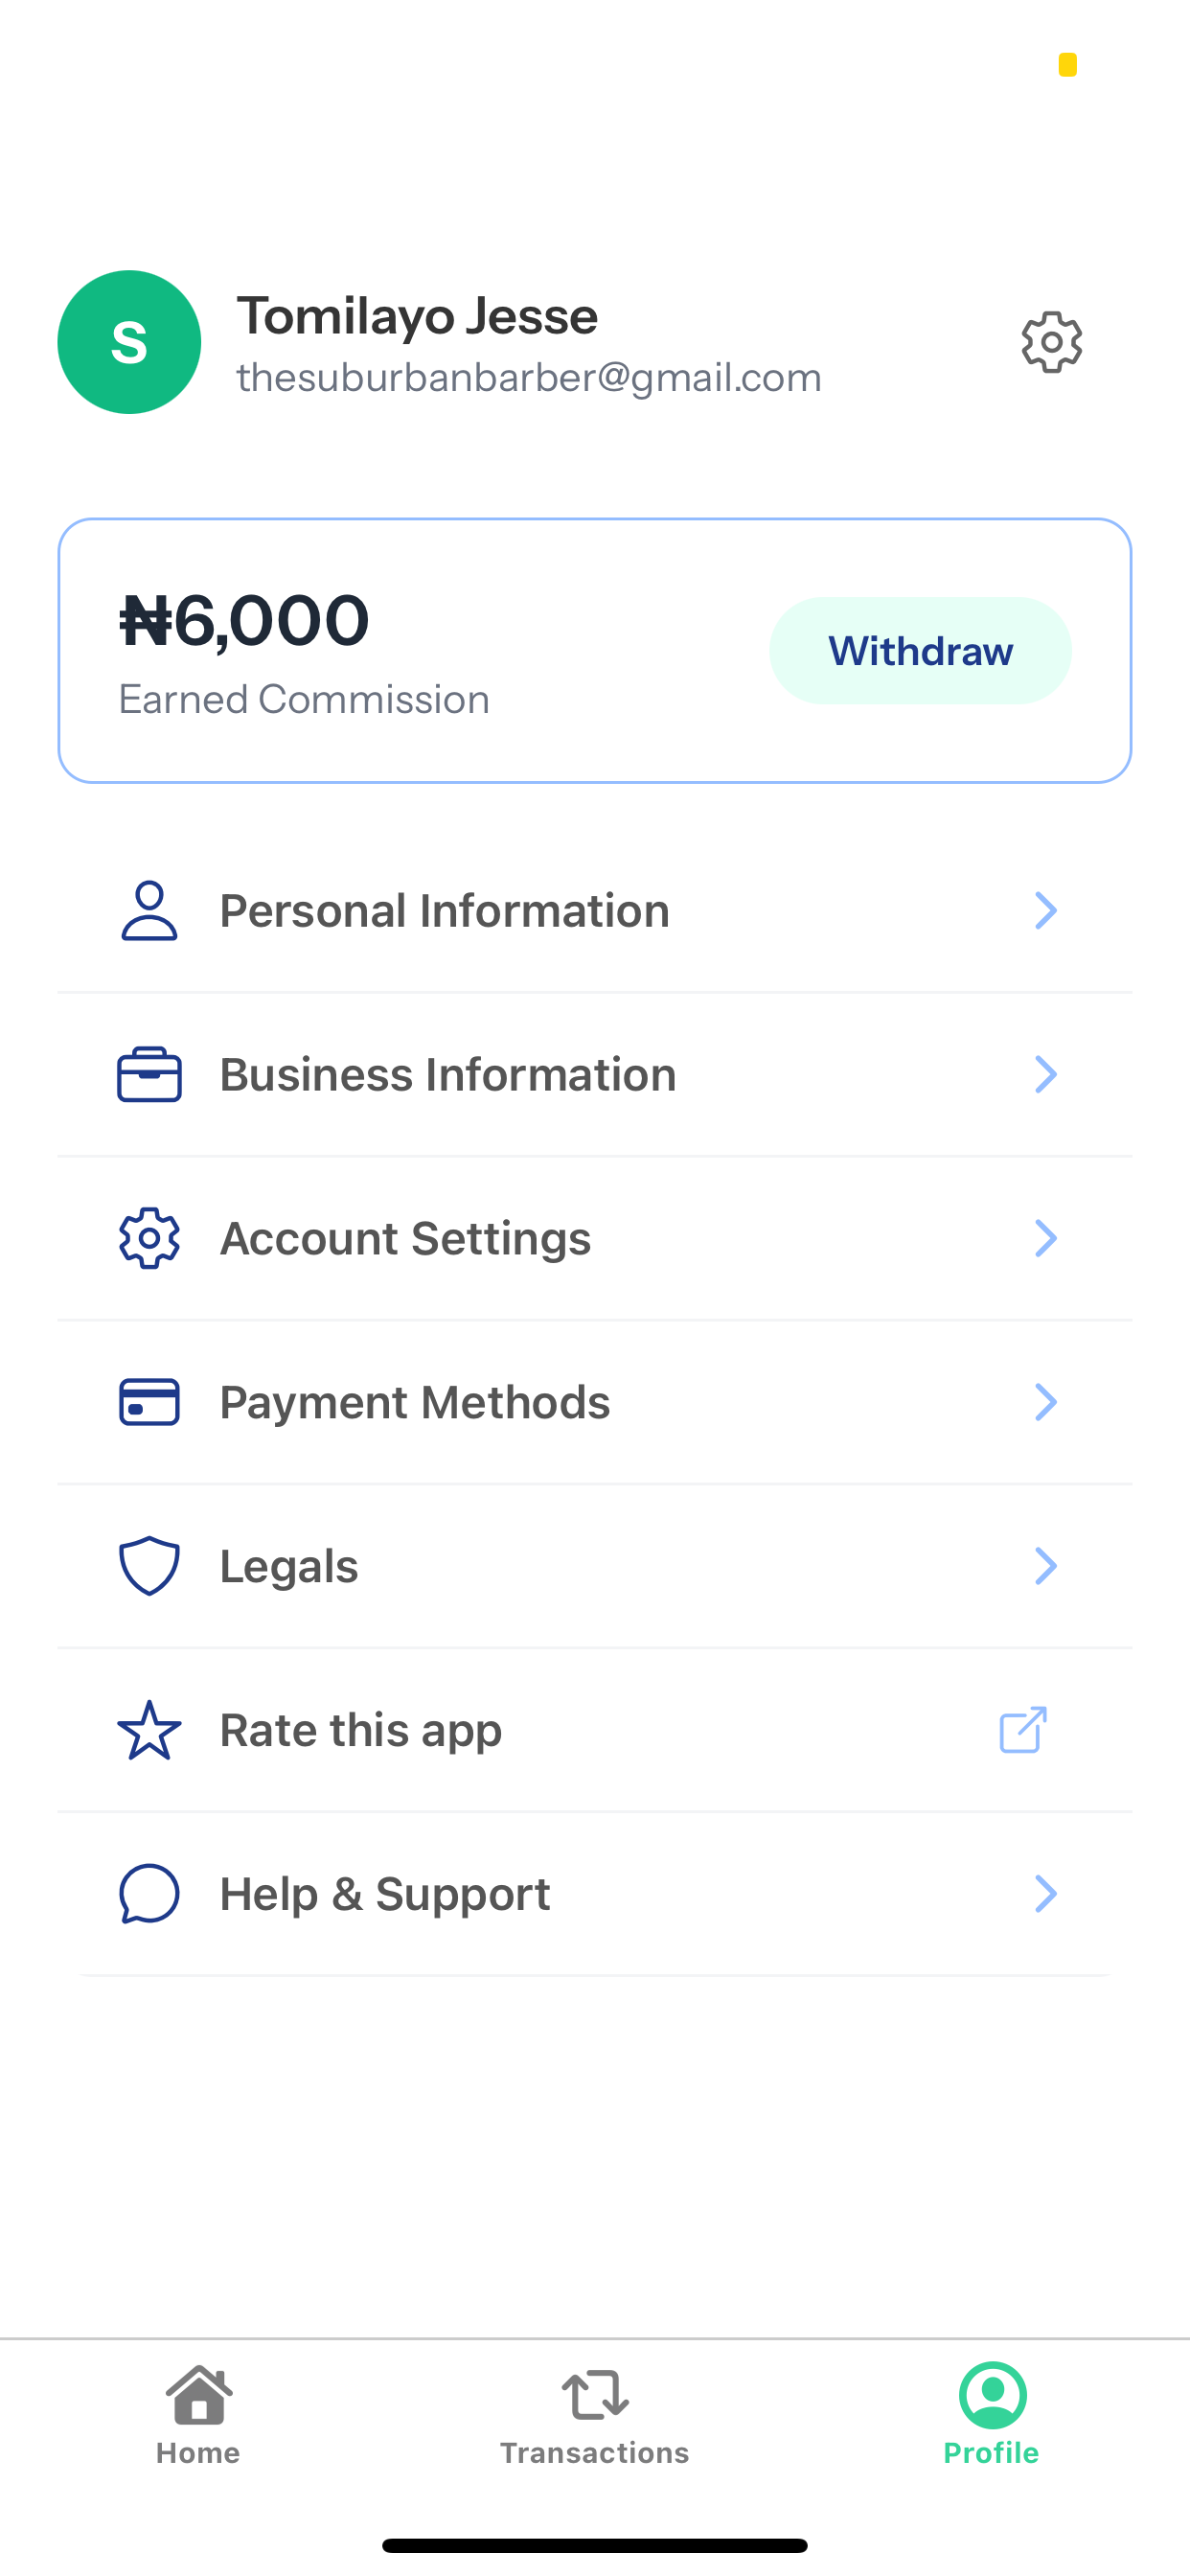 S
Tomilayo Jesse
thesuburbanbarber@gmail.com
₦6,000
Earned Commission
Withdraw
Personal Information
Business Information
Account Settings
Payment Methods
Legals
Rate this app
Help & Support
Home
Transactions
Profile